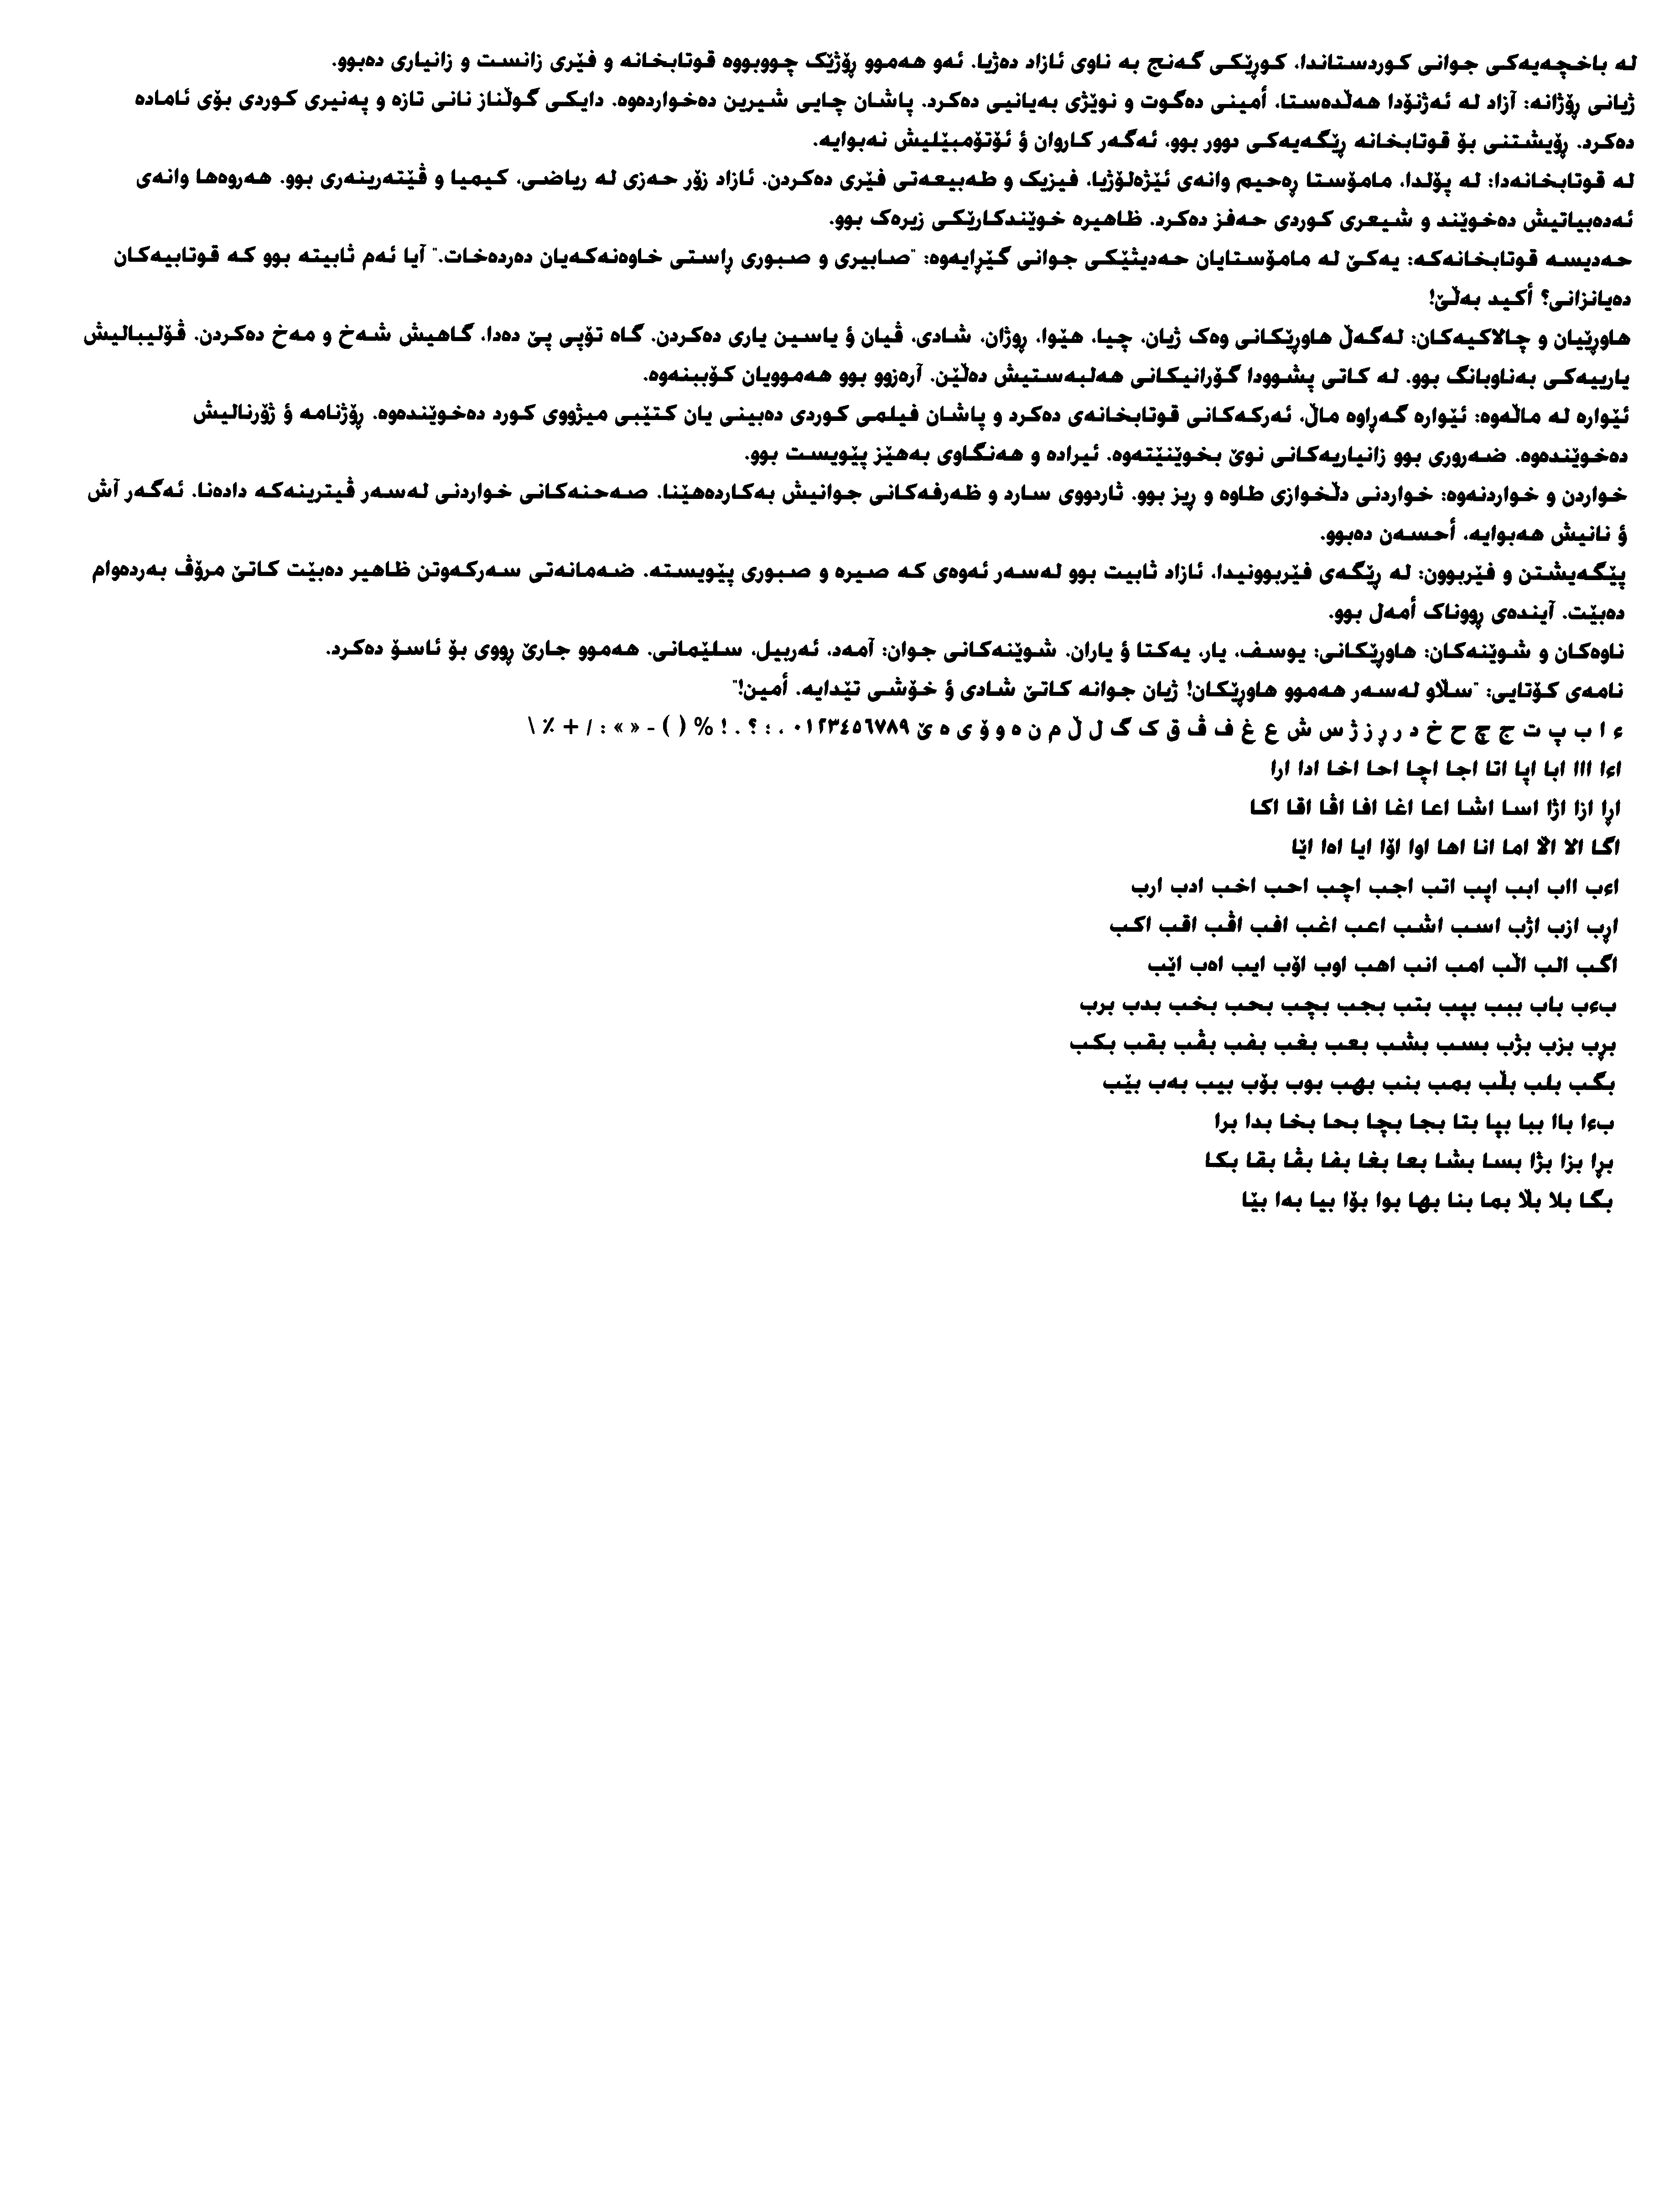 لە باخچەیەکی جوانی کوردستاندا، کوڕێکی گەنج بە ناوی ئازاد دەژیا. ئەو هەموو ڕۆژێک چووبووە قوتابخانە و فێری زانست و زانیاری دەبوو.
ژیانی ڕۆژانە: آزاد لە ئەژنۆدا هەڵدەستا، أمینی دەگوت و نوێژی بەیانیی دەکرد. پاشان چایی شیرین دەخواردەوە. دایکی گوڵناز نانی تازە و پەنیری کوردی بۆی ئامادە
دەکرد. ڕۆیشتنی بۆ قوتابخانە ڕێگەیەکی دوور بوو، ئەگەر کاروان ؤ ئۆتۆمبێلیش نەبوایە.
لە قوتابخانەدا: لە پۆلدا، مامۆستا ڕەحیم وانەی ئێژەلۆژیا، فیزیک و طەبیعەتی فێری دەکردن. ئازاد زۆر حەزی لە ریاضی، کیمیا و ڤێتەرینەری بوو. هەروەها وانەی
ئەدەبیاتیش دەخوێند و شیعری کوردی حەفز دەکرد. ظاهیرە خوێندکارێکی زیرەک بوو.
حەدیسە قوتابخانەکە: یەکێ لە مامۆستایان حەدیثێکی جوانی گێڕایەوە: "صابیری و صبوری ڕاستی خاوەنەکەیان دەردەخات." آیا ئەم ثابیتە بوو کە قوتابیەکان
دەیانزانی؟ أکید بەڵێ!
هاوڕێیان و چالاکیەکان: لەگەڵ هاوڕێکانی وەک ژیان، چیا، هێوا، ڕوژان، شادی، ڤیان ؤ یاسین یاری دەکردن. گاە تۆپی پێ دەدا، گاهیش شەخ و مەخ دەکردن. ڤۆلیبالیش
یارییەکی بەناوبانگ بوو. لە کاتی پشوودا گۆرانیکانی هەلبەستیش دەڵێن. آرەزوو بوو هەموویان کۆببنەوە.
ئێوارە لە ماڵەوە: ئێوارە گەڕاوە ماڵ، ئەرکەکانی قوتابخانەی دەکرد و پاشان فیلمی کوردی دەبینی یان کتێبی میژووی کورد دەخوێندەوە. ڕۆژنامە ؤ ژۆرنالیش
دەخوێندەوە. ضەروری بوو زانیاریەکانی نوێ بخوێنێتەوە. ئیرادە و هەنگاوی بەهێز پێویست بوو.
خواردن و خواردنەوە: خواردنی دڵخوازی طاوە و ڕیز بوو. ثاردووی سارد و ظەرفەکانی جوانیش بەکاردەهێنا. صەحنەکانی خواردنی لەسەر ڤیترینەکە دادەنا. ئەگەر آش
ؤ نانیش هەبوایە، أحسەن دەبوو.
پێگەیشتن و فێربوون: لە ڕێگەی فێربوونیدا، ئازاد ثابیت بوو لەسەر ئەوەی کە صیرە و صبوری پێویستە. ضەمانەتی سەرکەوتن ظاهیر دەبێت کاتێ مرۆڤ بەردەوام
دەبێت. آیندەی ڕووناک أمەل بوو.
ناوەکان و شوێنەکان: هاوڕێکانی: یوسف، یار، یەکتا ؤ یاران. شوێنەکانی جوان: آمەد، ئەربیل، سلێمانی. هەموو جارێ ڕووی بۆ ئاسۆ دەکرد.
نامەی کۆتایی: "سڵاو لەسەر هەموو هاوڕێکان! ژیان جوانە کاتێ شادی ؤ خۆشی تێدایە. أمین!"
ء ا ب پ ت ج چ ح خ د ر ڕ ز ژ س ش ع غ ف ڤ ق ک گ ل ڵ م ن ە و ۆ ی ە ێ ٠١٢٣٤٥٦٧٨٩ ، ؛ ؟ . ! % ( ) - « » : / + ٪ \
اءا ااا ابا اپا اتا اجا اچا احا اخا ادا ارا
اڕا ازا اژا اسا اشا اعا اغا افا اڤا اقا اکا
اگا الا اڵا اما انا اها اوا اۆا ایا اەا اێا
اءب ااب ابب اپب اتب اجب اچب احب اخب ادب ارب
اڕب ازب اژب اسب اشب اعب اغب افب اڤب اقب اکب
اگب الب اڵب امب انب اهب اوب اۆب ایب اەب اێب
بءب باب ببب بپب بتب بجب بچب بحب بخب بدب برب
بڕب بزب بژب بسب بشب بعب بغب بفب بڤب بقب بکب
بگب بلب بڵب بمب بنب بهب بوب بۆب بیب بەب بێب
بءا باا ببا بپا بتا بجا بچا بحا بخا بدا برا
بڕا بزا بژا بسا بشا بعا بغا بفا بڤا بقا بکا
بگا بلا بڵا بما بنا بها بوا بۆا بیا بەا بێا